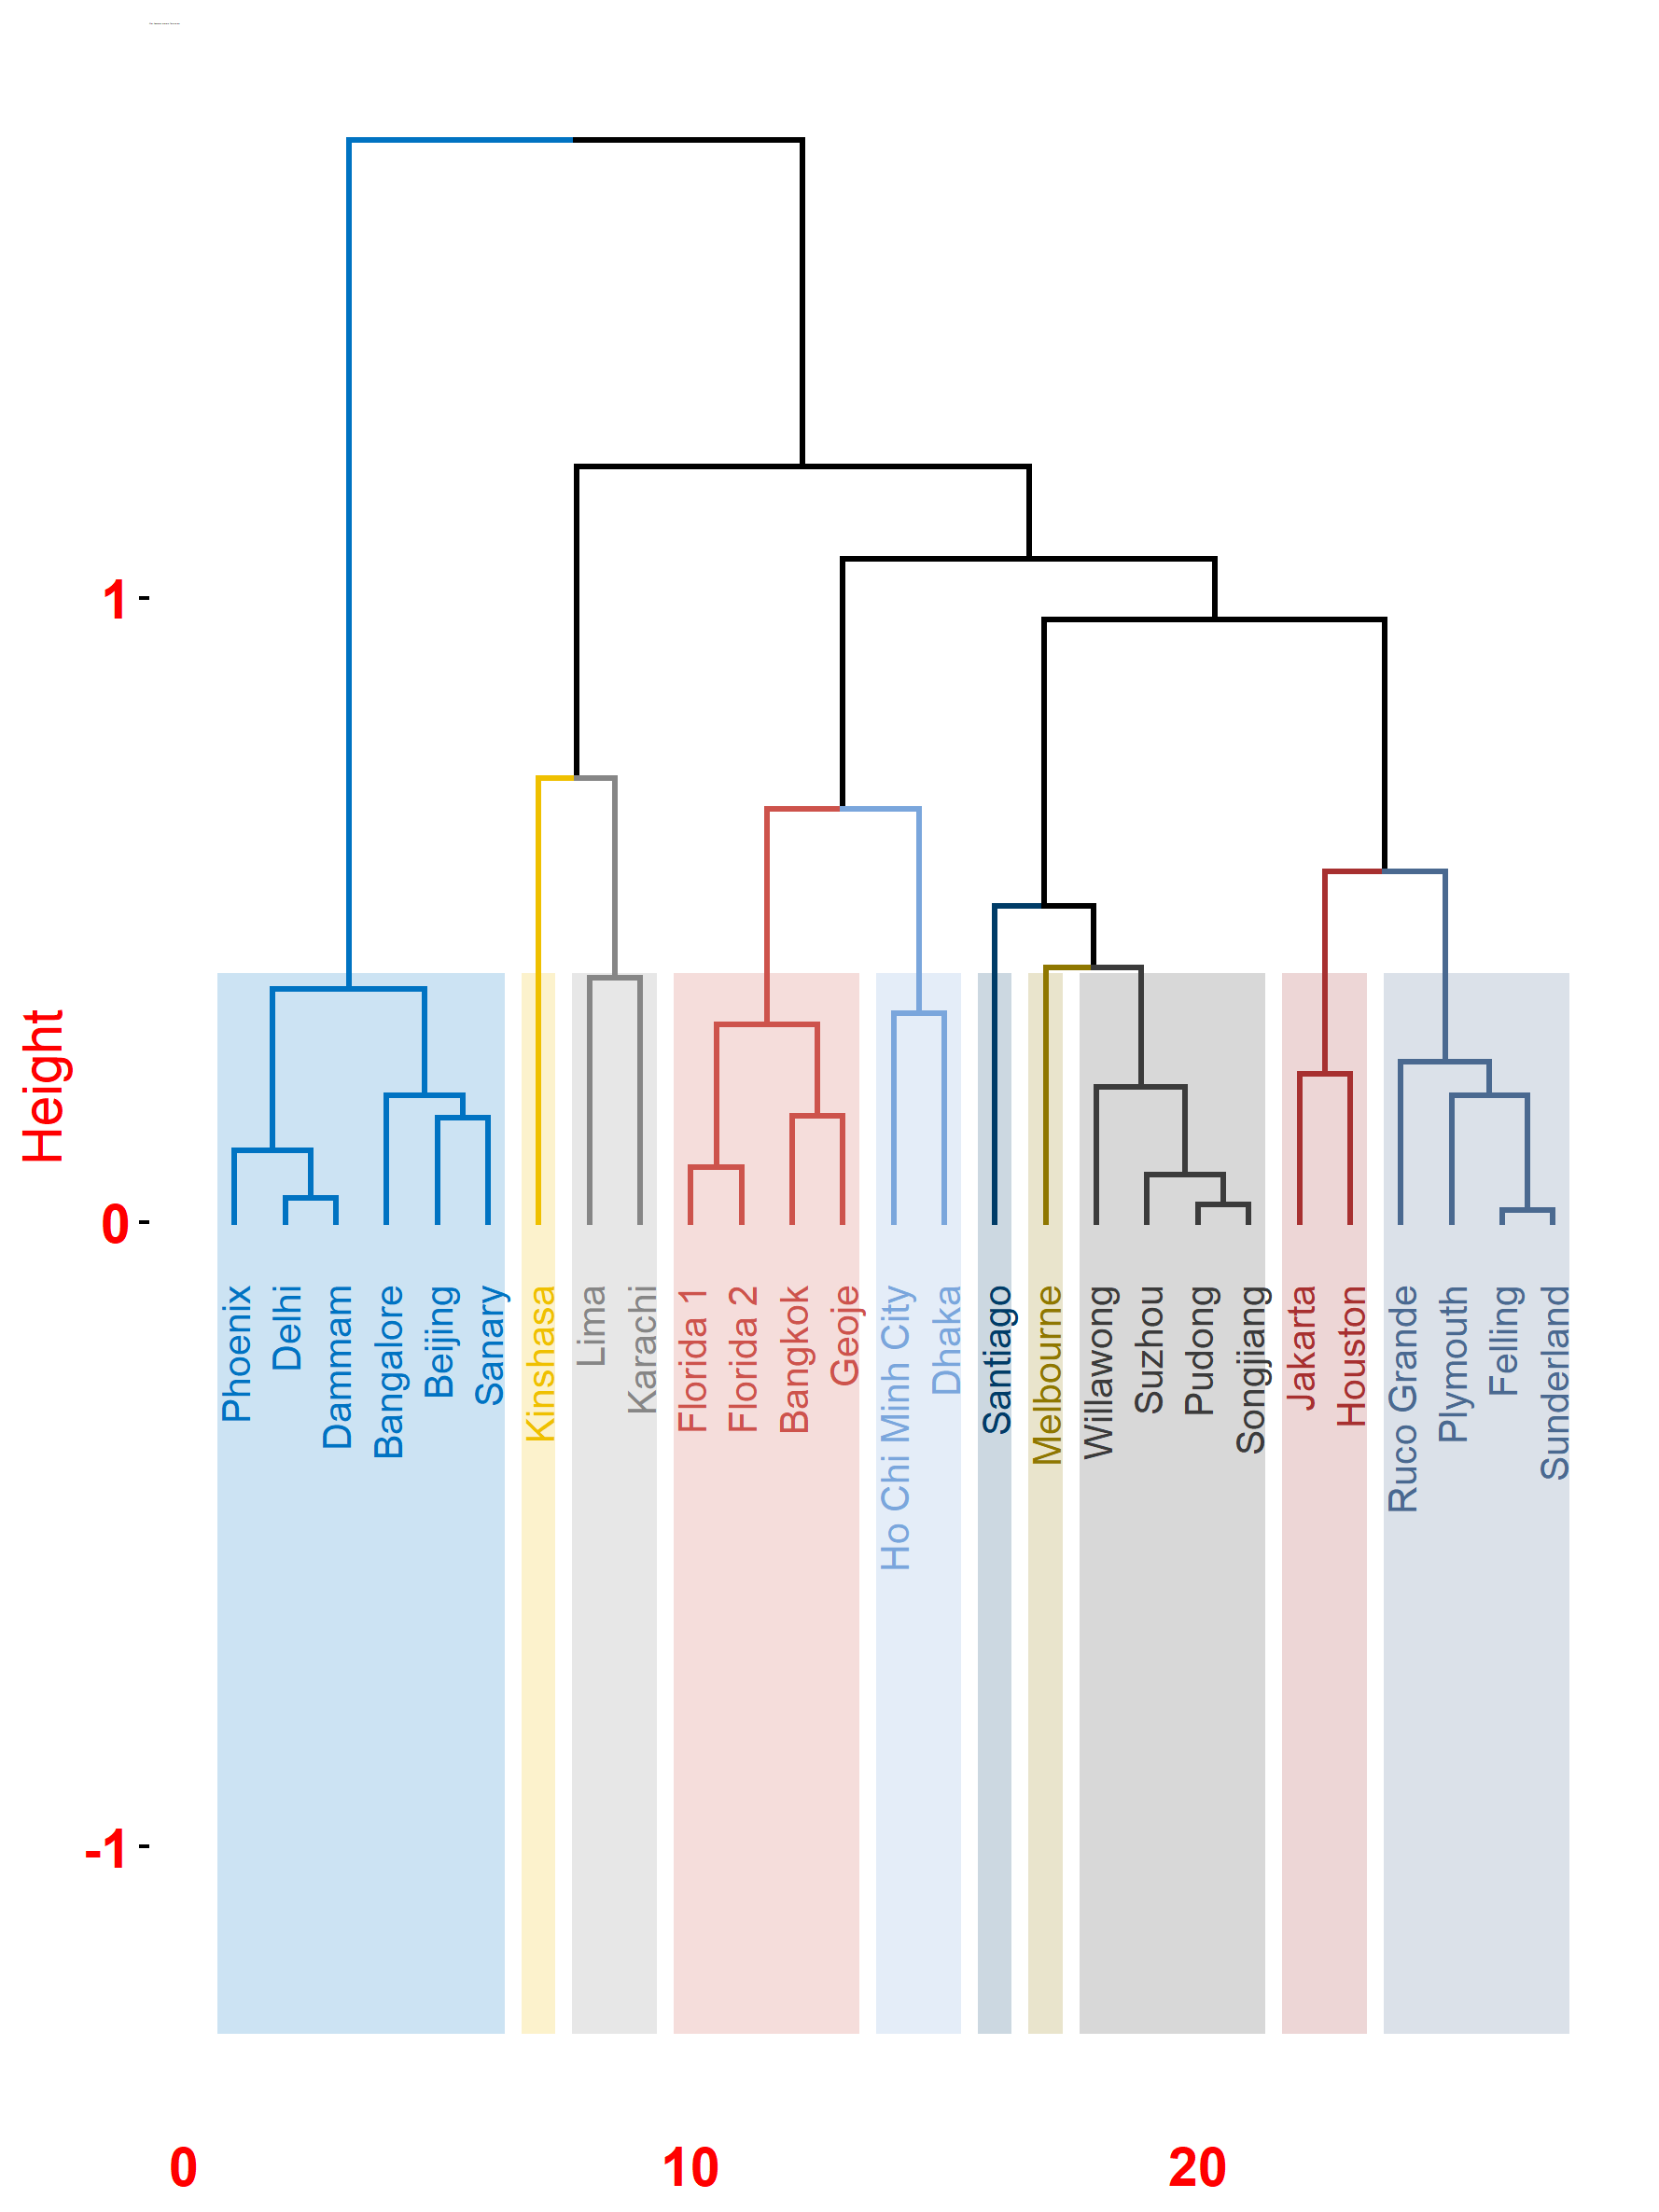 1
0
-1
Height
Phoenix
Delhi
Dammam
Bangalore
Beijing
Sanary
Kinshasa
Lima
Karachi
Florida 1
Florida 2
Bangkok
Geoje
Ho Chi Minh City
Dhaka
Santiago
Melbourne
Willawong
Suzhou
Pudong
Songjiang
Jakarta
Houston
Ruco Grande
Plymouth
Felling
Sunderland
0
10
20